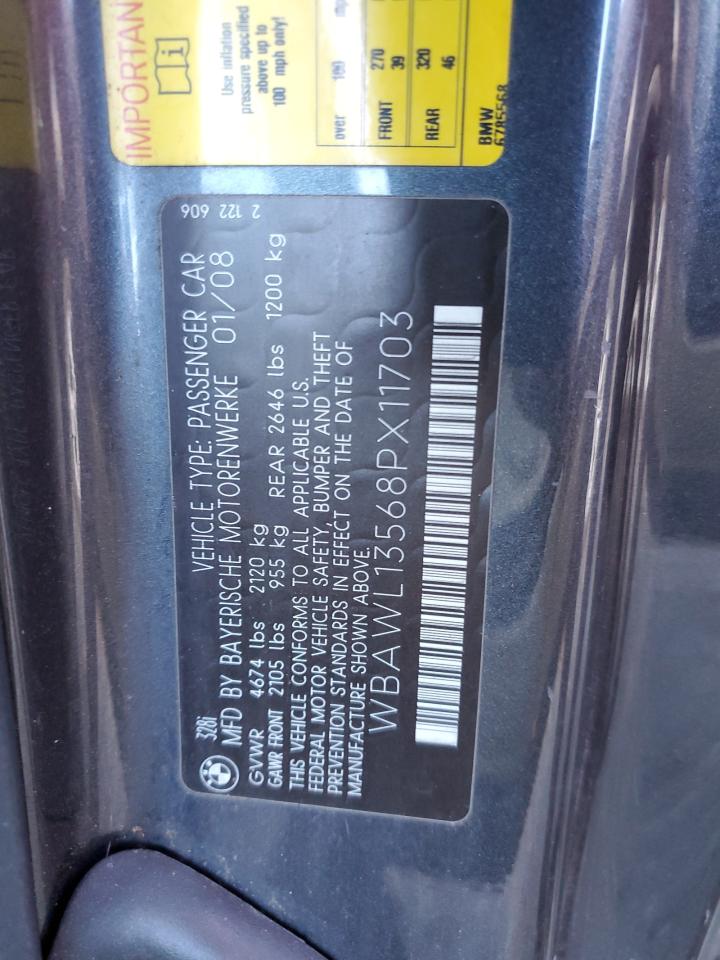 IMPORTAN
i
Use inflation
pressure specified
above up to
100 mph only!
over 100
FRONT 270
39
REAR 320
46
BMW
6785568
2 122 606
328i VEHICLE TYPE: PASSENGER CAR
MFD BY BAYERISCHE MOTORENWERKE 01/08
GVWR 4674 lbs 2120 kg
GAWR FRONT 2105 lbs 955 kg REAR 2646 lbs 1200 kg
THIS VEHICLE CONFORMS TO ALL APPLICABLE U.S.
FEDERAL MOTOR VEHICLE SAFETY, BUMPER AND THEFT
PREVENTION STANDARDS IN EFFECT ON THE DATE OF
MANUFACTURE SHOWN ABOVE.
WBAWL13568PX11703